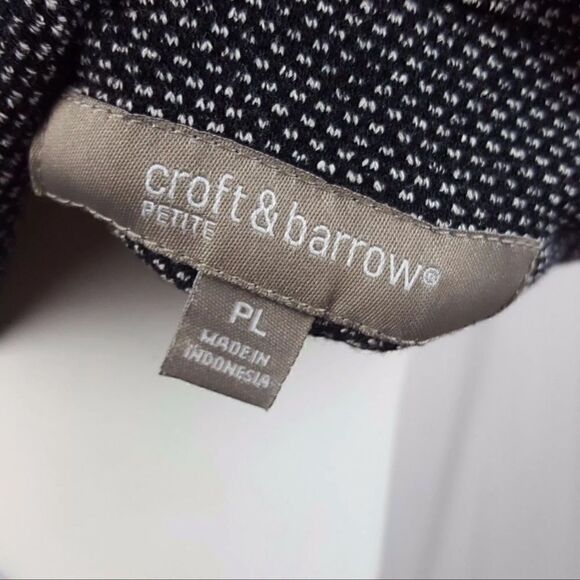 croft & barrow®
PETITE
PL
MADE IN
INDONESIA